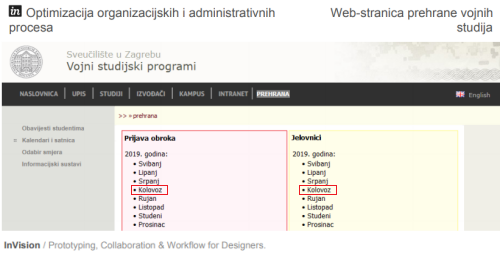 in Optimizacija organizacijskih i administrativnih
procesa
Web-stranica prehrane vojnih
studija
Sveučilište u Zagrebu
Vojni studijski programi
NASLOVNICA | UPIS | STUDIJI | IZVOĐAČI | KAMPUS | INTRANET | PREHRANA
English
>> » prehrana
Obavijesti studentima
Kalendari i satnica
Odabir smjera
Informacijski sustavi
Prijava obroka
2019. godina:
• Svibanj
• Lipanj
• Srpanj
• Kolovoz
• Rujan
• Listopad
• Studeni
• Prosinac
Jelovnici
2019. godina:
• Svibanj
• Lipanj
• Srpanj
• Kolovoz
• Rujan
• Listopad
• Studeni
• Prosinac
InVision / Prototyping, Collaboration & Workflow for Designers.